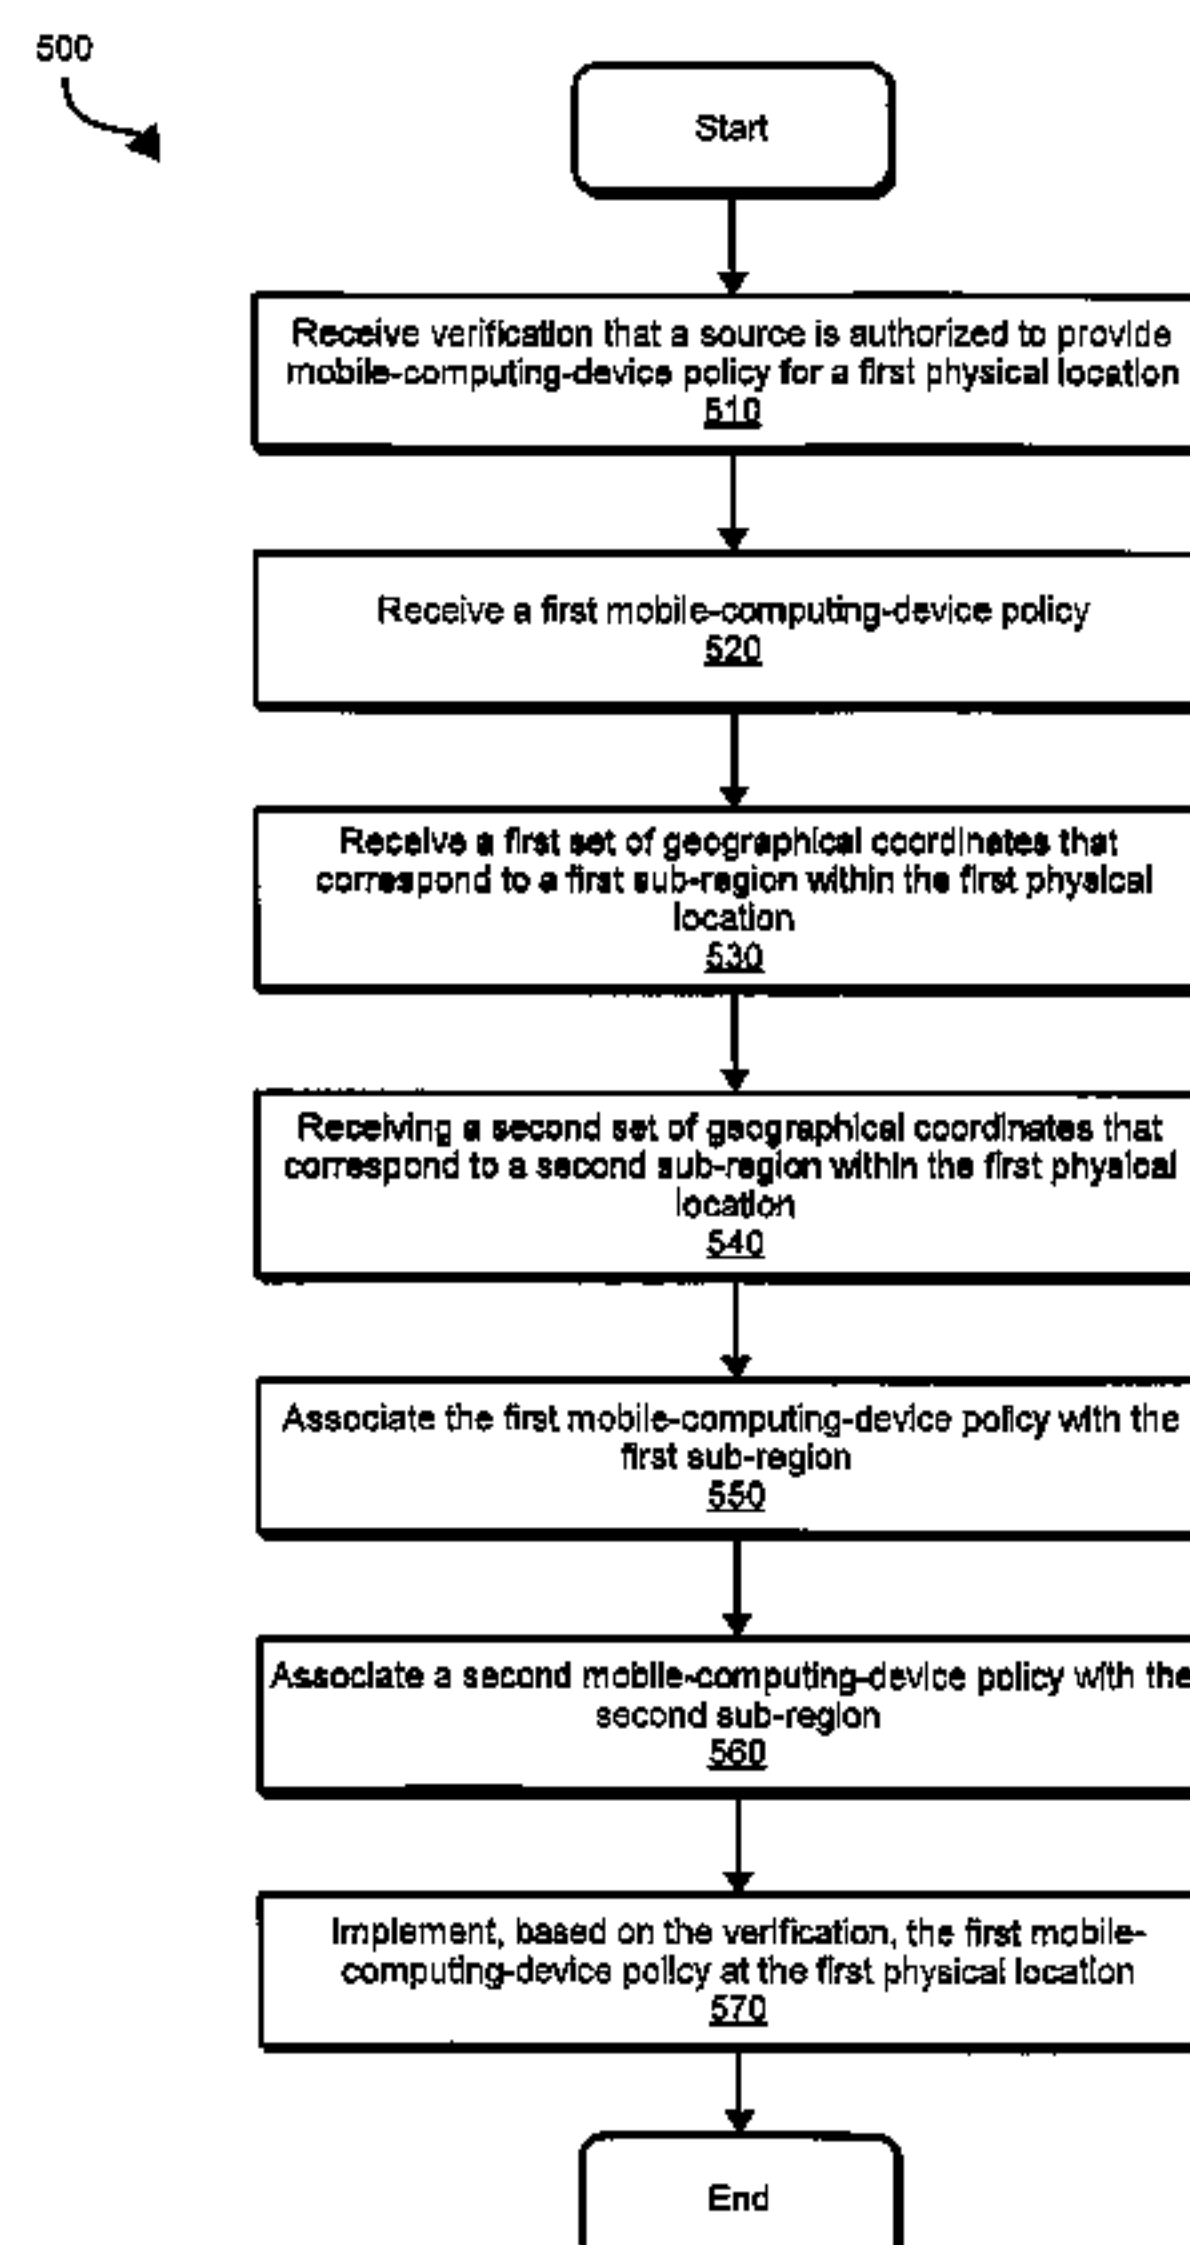 500
Start
Receive verification that a source is authorized to provide
mobile-computing-device policy for a first physical location
510
Receive a first mobile-computing-device policy
520
Receive a first set of geographical coordinates that
correspond to a first sub-region within the first physical
location
530
Receiving a second set of geographical coordinates that
correspond to a second sub-region within the first physical
location
540
Associate the first mobile-computing-device policy with the
first sub-region
550
Associate a second mobile-computing-device policy with the
second sub-region
560
Implement, based on the verification, the first mobile-
computing-device policy at the first physical location
570
End